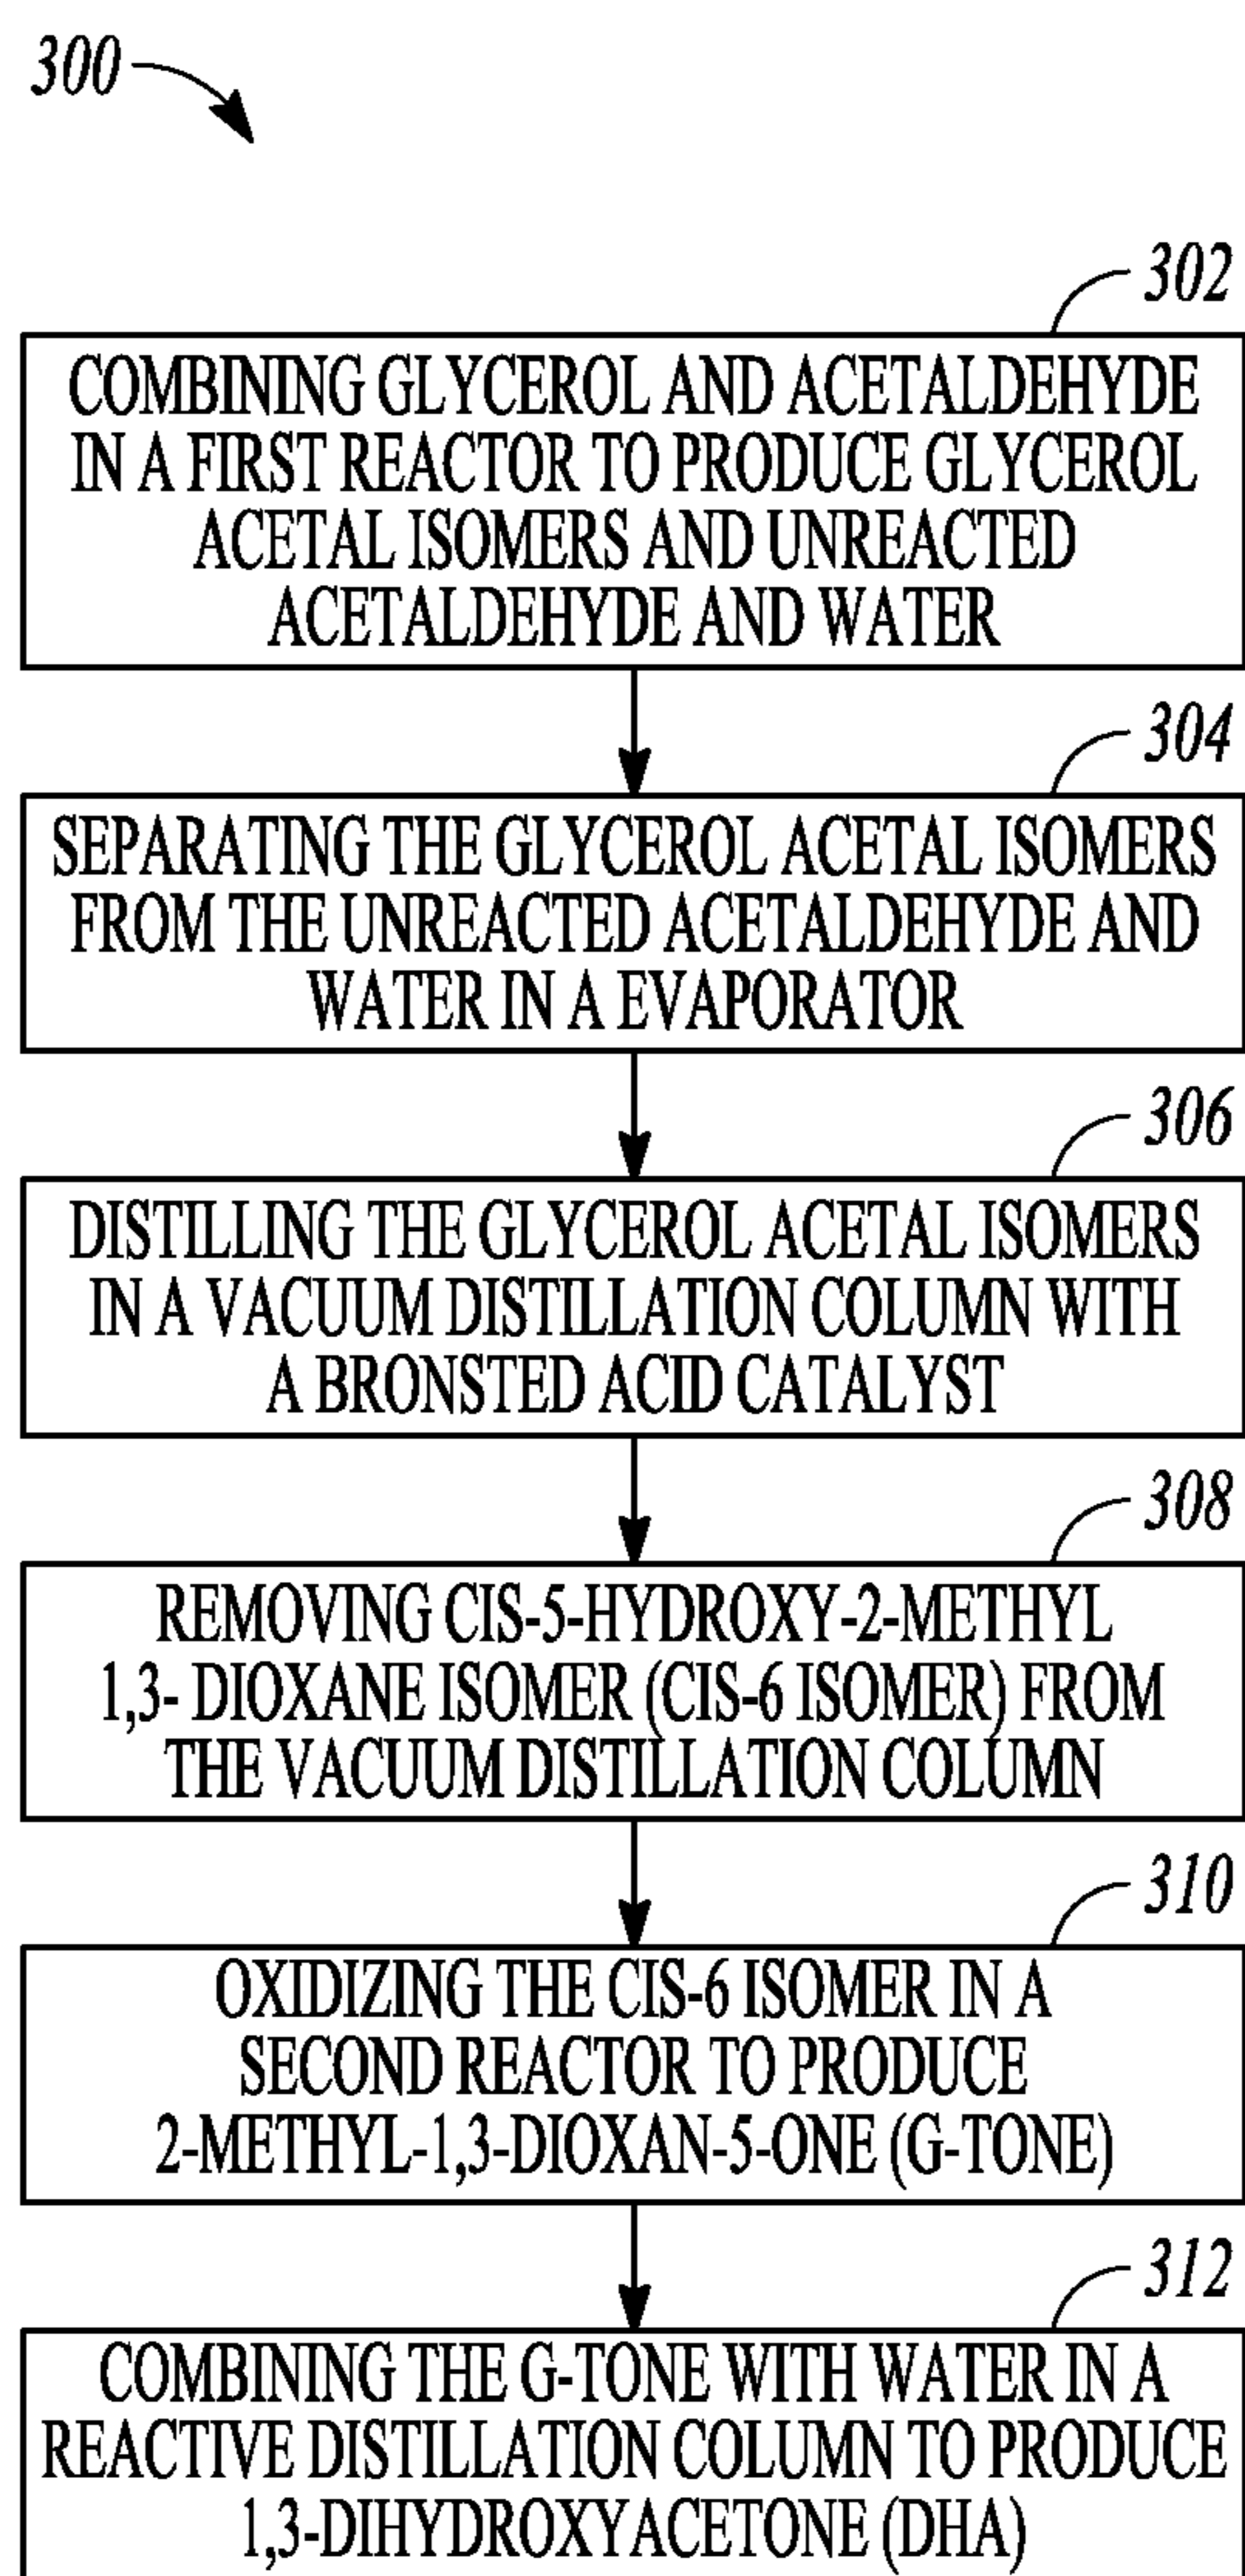 300
302
COMBINING GLYCEROL AND ACETALDEHYDE
IN A FIRST REACTOR TO PRODUCE GLYCEROL
ACETAL ISOMERS AND UNREACTED
ACETALDEHYDE AND WATER
304
SEPARATING THE GLYCEROL ACETAL ISOMERS
FROM THE UNREACTED ACETALDEHYDE AND
WATER IN A EVAPORATOR
306
DISTILLING THE GLYCEROL ACETAL ISOMERS
IN A VACUUM DISTILLATION COLUMN WITH
A BRONSTED ACID CATALYST
308
REMOVING CIS-5-HYDROXY-2-METHYL
1,3- DIOXANE ISOMER (CIS-6 ISOMER) FROM
THE VACUUM DISTILLATION COLUMN
310
OXIDIZING THE CIS-6 ISOMER IN A
SECOND REACTOR TO PRODUCE
2-METHYL-1,3-DIOXAN-5-ONE (G-TONE)
312
COMBINING THE G-TONE WITH WATER IN A
REACTIVE DISTILLATION COLUMN TO PRODUCE
1,3-DIHYDROXYACETONE (DHA)